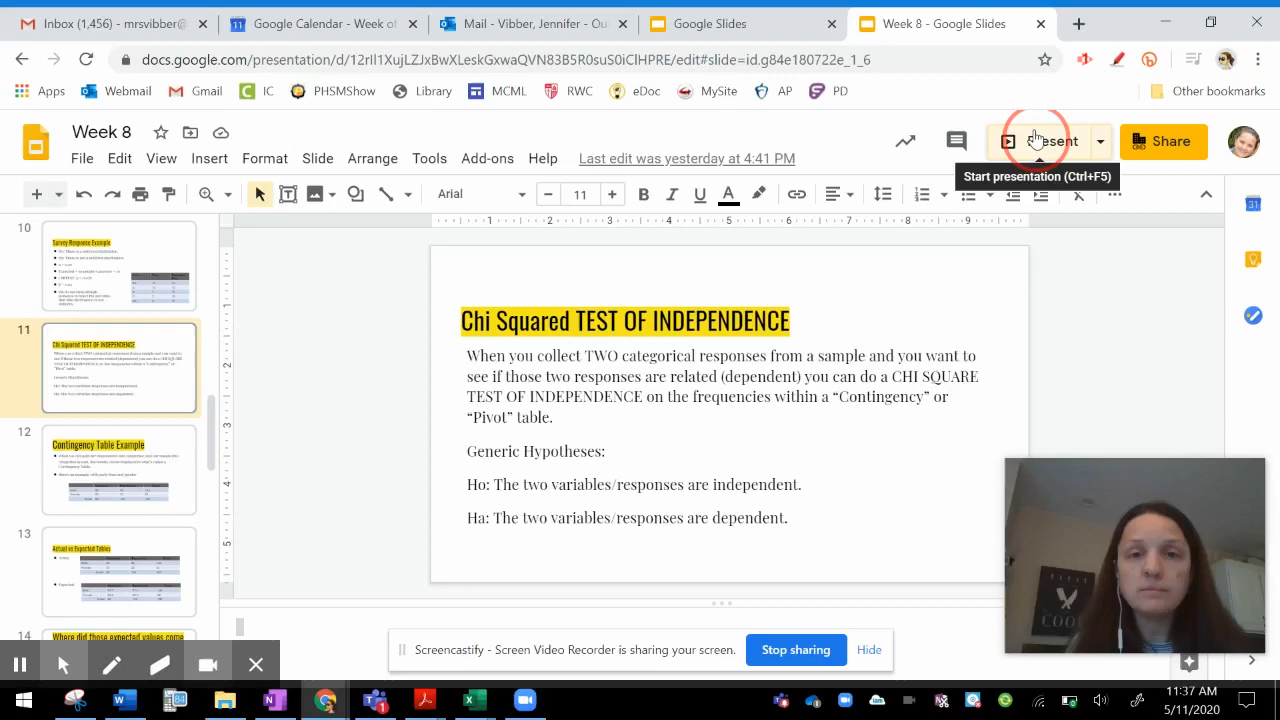 Inbox (1,456) - mrsvibber@
Google Calendar - Week of
Mail - Vibber, Jennifer - Ou
Google Slides
Week 8 - Google Slides
docs.google.com/presentation/d/12rIl1XujLZJxBwXLeskGxwaQVN83B5R0suS0iClHPRE/edit#slide=id.g84e180722e_1_6
Apps Webmail Gmail IC PHSMShow Library MCML RWC eDoc MySite AP PD Other bookmarks
Week 8
Present
Share
File Edit View Insert Format Slide Arrange Tools Add-ons Help Last edit was yesterday at 4:41 PM
Start presentation (Ctrl+F5)
Arial 11
10
Survey Response Example
11
Chi Squared TEST OF INDEPENDENCE
12
Contingency Table Example
13
Actual vs Expected Tables
14
Where did those expected values come
Chi Squared TEST OF INDEPENDENCE
When you collect TWO categorical responses from a sample and you want to
see if those two responses are related (dependent) you can do a CHI SQUARE
TEST OF INDEPENDENCE on the frequencies within a “Contingency” or
“Pivot” table.
Generic Hypotheses:
Ho: The two variables/responses are independent.
Ha: The two variables/responses are dependent.
Screencastify - Screen Video Recorder is sharing your screen.
Stop sharing
Hide
11:37 AM
5/11/2020